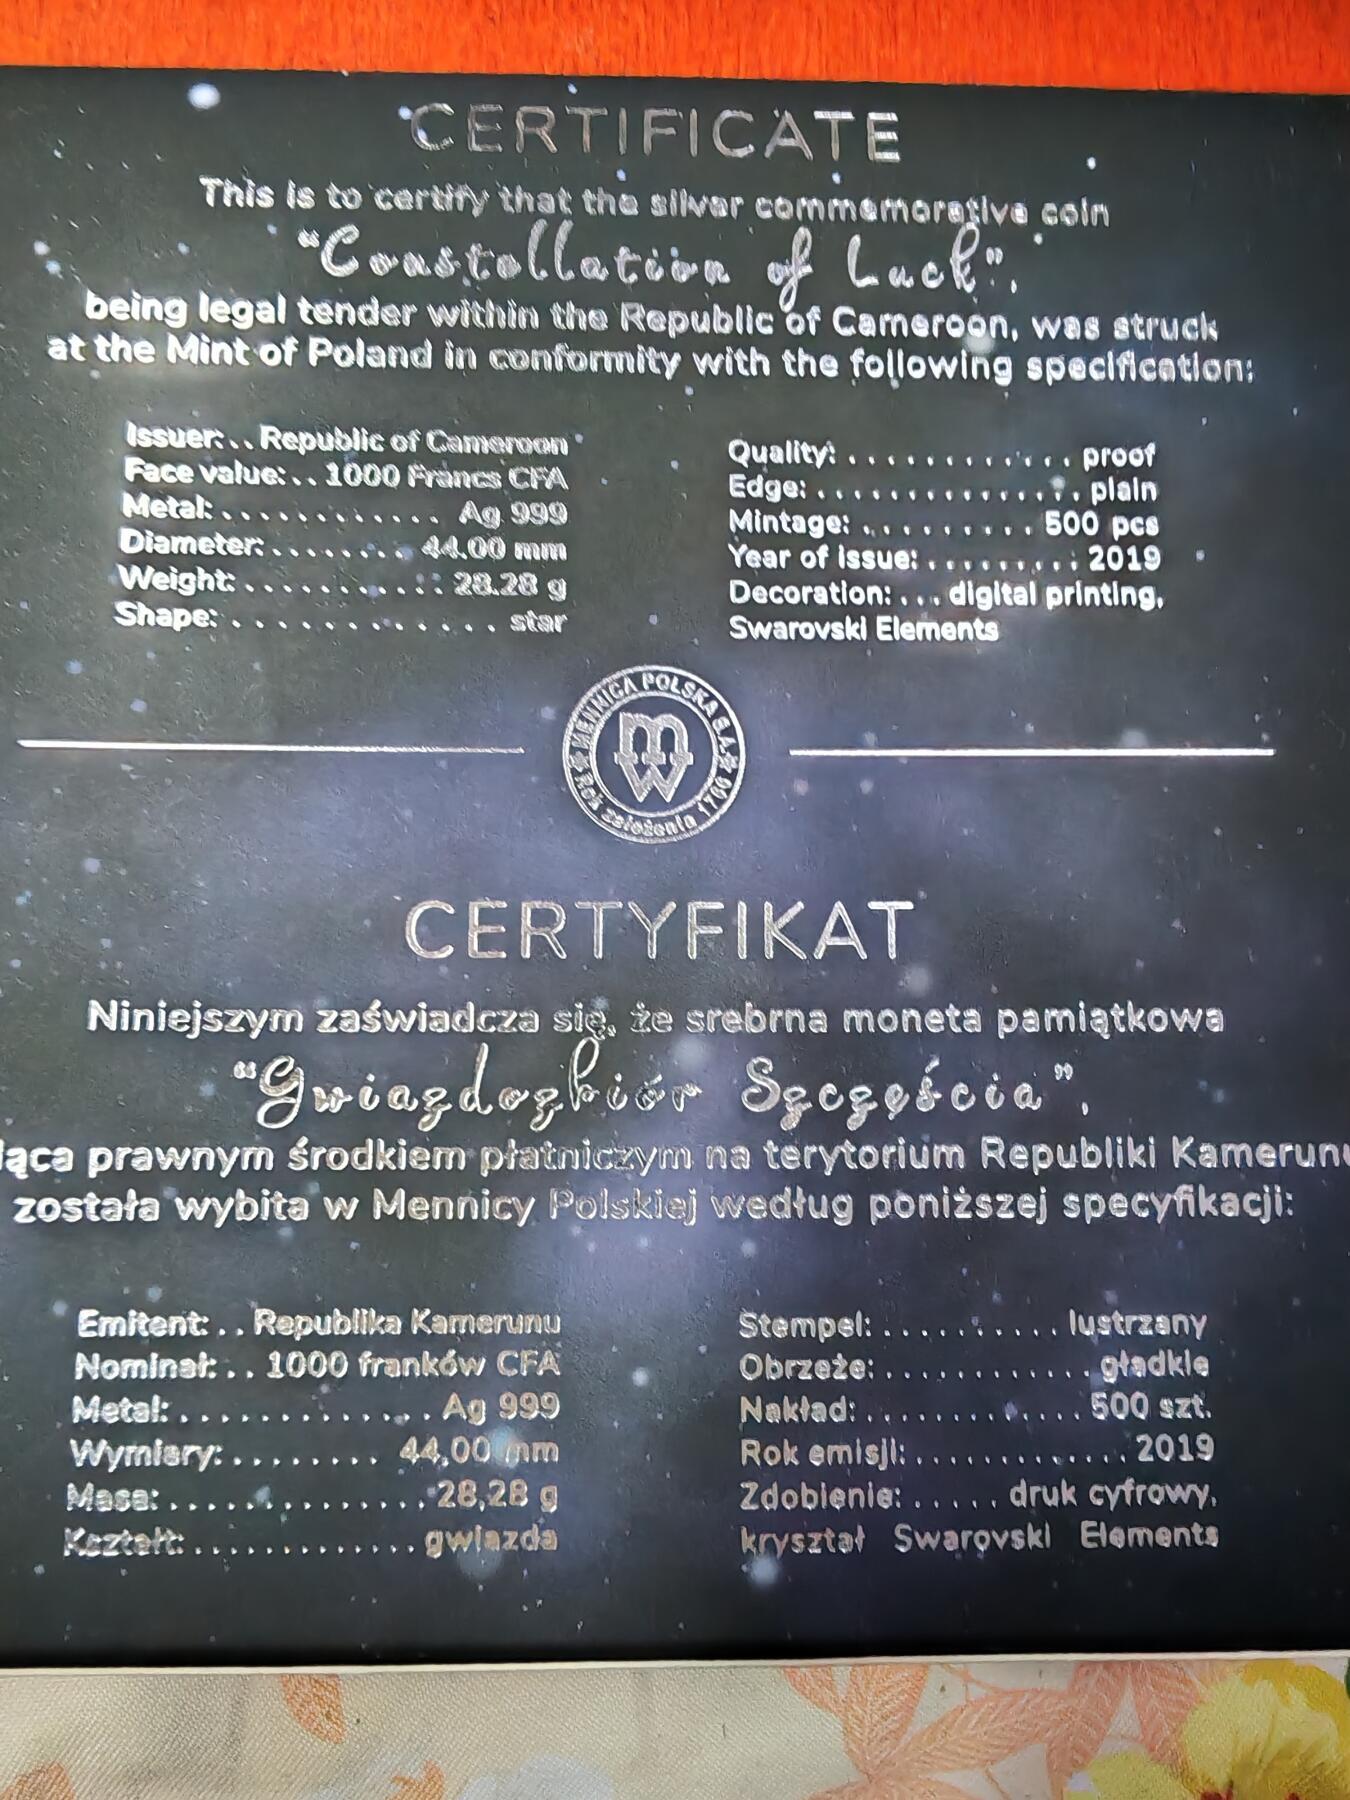 CERTIFICATE
This is to certify that the silver commemorative coin
“Constellation of Luck”,
being legal tender within the Republic of Cameroon, was struck
at the Mint of Poland in conformity with the following specification:
Issuer: .. Republic of Cameroon
Face value: .. 1000 Francs CFA
Metal: ............ Ag 999
Diameter: ........ 44.00 mm
Weight: ............ 28.28 g
Shape: .............. star
Quality: ............ proof
Edge: ............... plain
Mintage: ......... 500 pcs
Year of issue: ......... 2019
Decoration: ... digital printing,
Swarovski Elements
MENNICA POLSKA S.A.
mw
Rok założenia 1766
CERTYFIKAT
Niniejszym zaświadcza się, że srebrna moneta pamiątkowa
“Gwiazdozbiór Szczęścia”,
ąca prawnym środkiem płatniczym na terytorium Republiki Kamerunu
została wybita w Mennicy Polskiej według poniższej specyfikacji:
Emitent: .. Republika Kamerunu
Nominał: .. 1000 franków CFA
Metal: .............. Ag 999
Wymiary: ........ 44,00 mm
Masa: .............. 28,28 g
Kształt: ............. gwiazda
Stempel: .......... lustrzany
Obrzeże: ............ gładkie
Nakład: ............ 500 szt.
Rok emisji: ............ 2019
Zdobienie: ..... druk cyfrowy,
kryształ Swarovski Elements